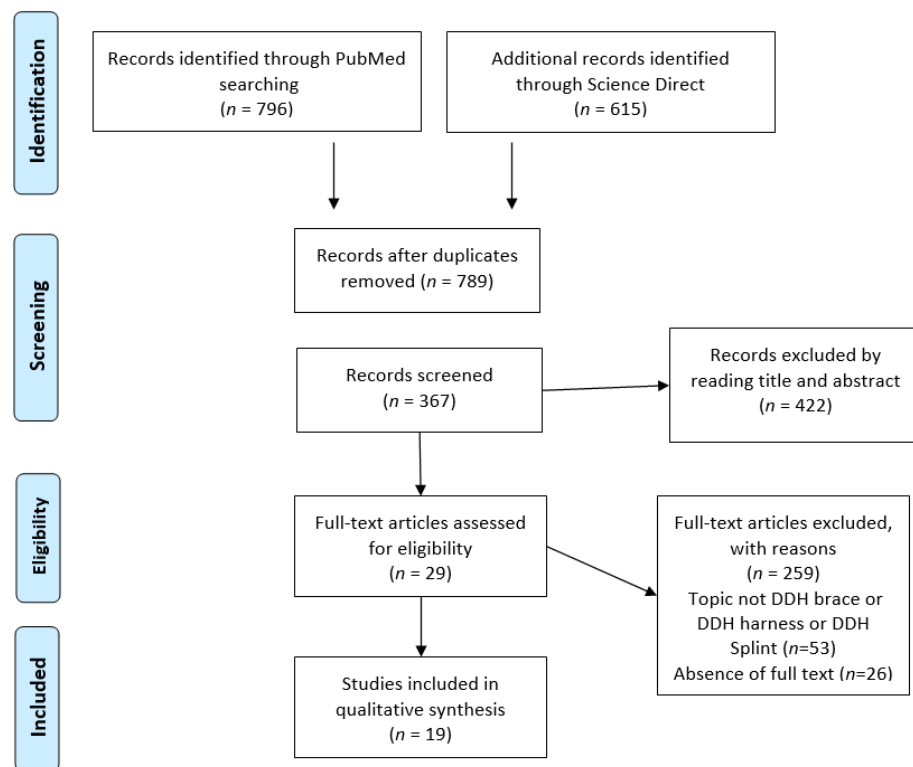 Identification
Records identified through PubMed
searching
(n = 796)
Additional records identified
through Science Direct
(n = 615)
Screening
Records after duplicates
removed (n = 789)
Records screened
(n = 367)
Records excluded by
reading title and abstract
(n = 422)
Eligibility
Full-text articles assessed
for eligibility
(n = 29)
Full-text articles excluded,
with reasons
(n = 259)
Topic not DDH brace or
DDH harness or DDH
Splint (n=53)
Absence of full text (n=26)
Included
Studies included in
qualitative synthesis
(n = 19)